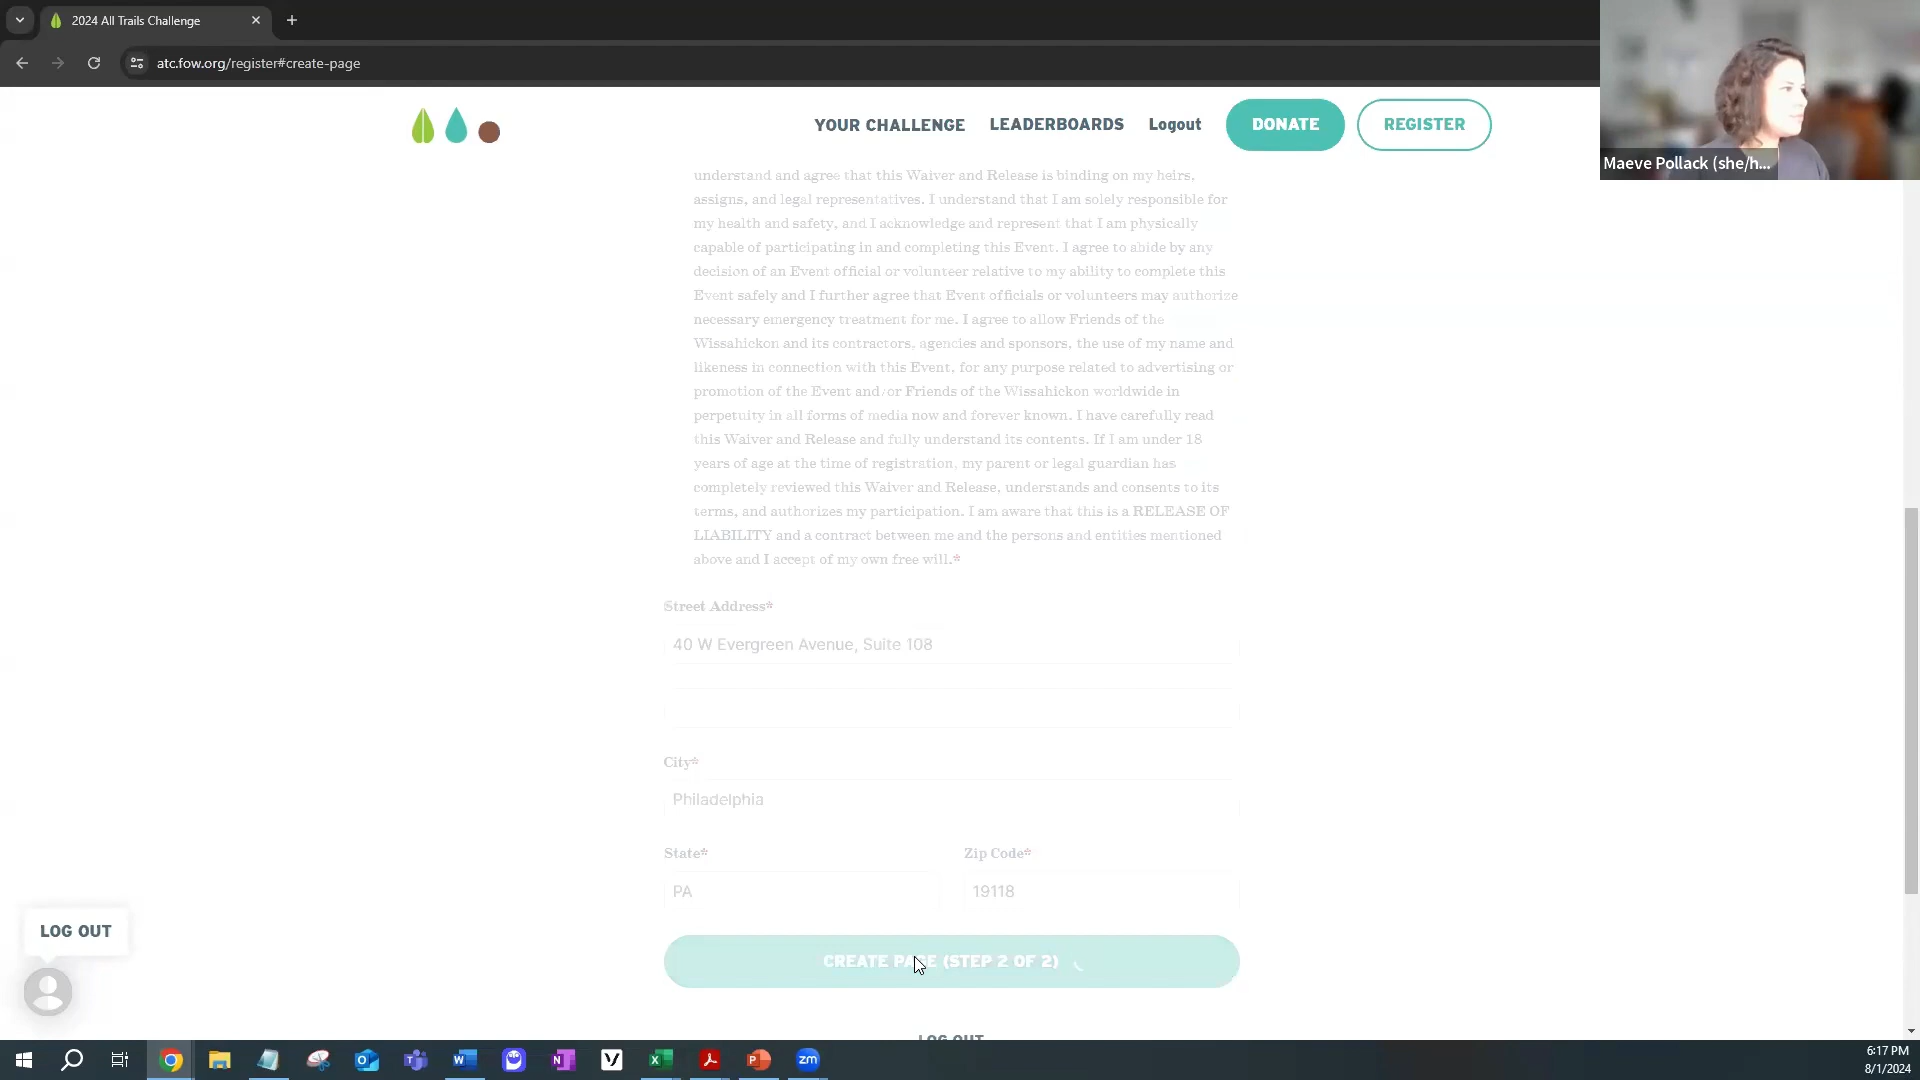 2024 All Trails Challenge
atc.fow.org/register#create-page
YOUR CHALLENGE
LEADERBOARDS
Logout
DONATE
REGISTER
Maeve Pollack (she/h...
understand and agree that this Waiver and Release is binding on my heirs,
assigns, and legal representatives. I understand that I am solely responsible for
my health and safety, and I acknowledge and represent that I am physically
capable of participating in and completing this Event. I agree to abide by any
decision of an Event official or volunteer relative to my ability to complete this
Event safely and I further agree that Event officials or volunteers may authorize
necessary emergency treatment for me. I agree to allow Friends of the
Wissahickon and its contractors, agencies and sponsors, the use of my name and
likeness in connection with this Event, for any purpose related to advertising or
promotion of the Event and/or Friends of the Wissahickon worldwide in
perpetuity in all forms of media now and forever known. I have carefully read
this Waiver and Release and fully understand its contents. If I am under 18
years of age at the time of registration, my parent or legal guardian has
completely reviewed this Waiver and Release, understands and consents to its
terms, and authorizes my participation. I am aware that this is a RELEASE OF
LIABILITY and a contract between me and the persons and entities mentioned
above and I accept of my own free will.*
Street Address*
40 W Evergreen Avenue, Suite 108
City*
Philadelphia
State*
Zip Code*
PA
19118
LOG OUT
CREATE PAGE (STEP 2 OF 2)
LOG OUT
zm
6:17 PM
8/1/2024